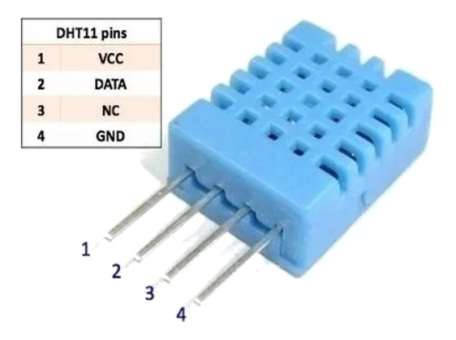 DHT11 pins
1 VCC
2 DATA
3 NC
4 GND
1
2
3
4